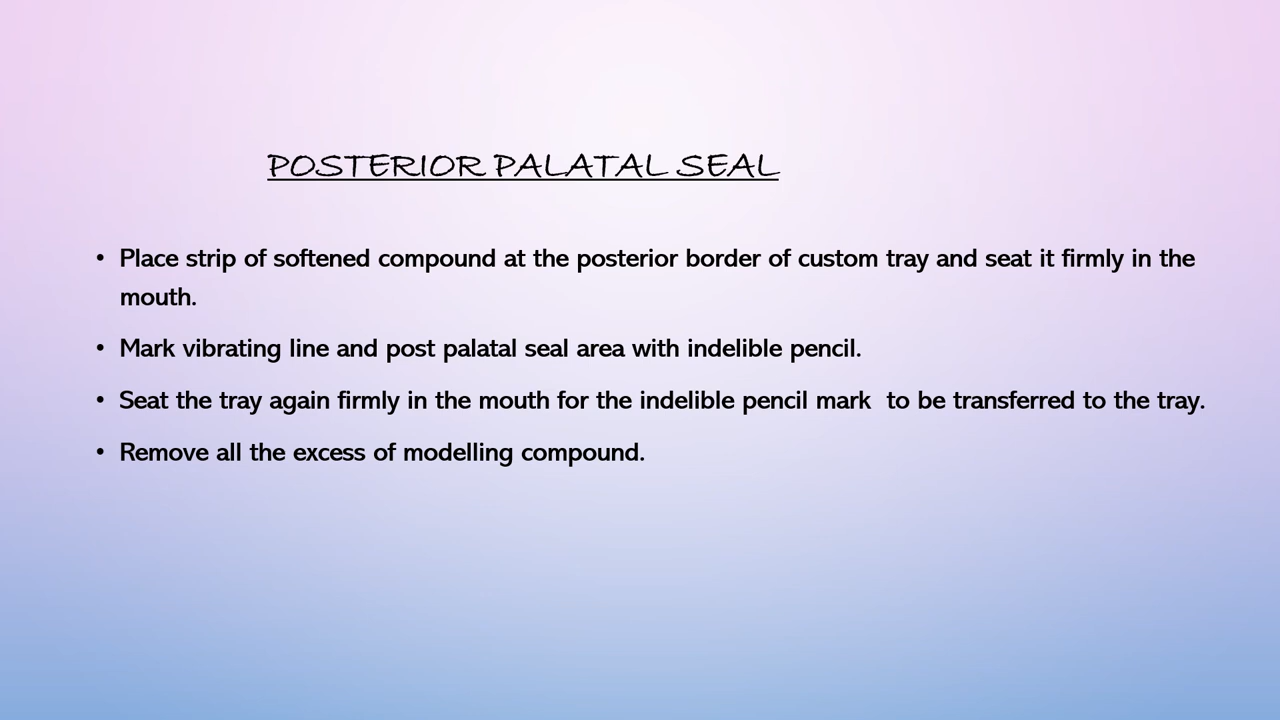 POSTERIOR PALATAL SEAL
• Place strip of softened compound at the posterior border of custom tray and seat it firmly in the
mouth.
• Mark vibrating line and post palatal seal area with indelible pencil.
• Seat the tray again firmly in the mouth for the indelible pencil mark  to be transferred to the tray.
• Remove all the excess of modelling compound.